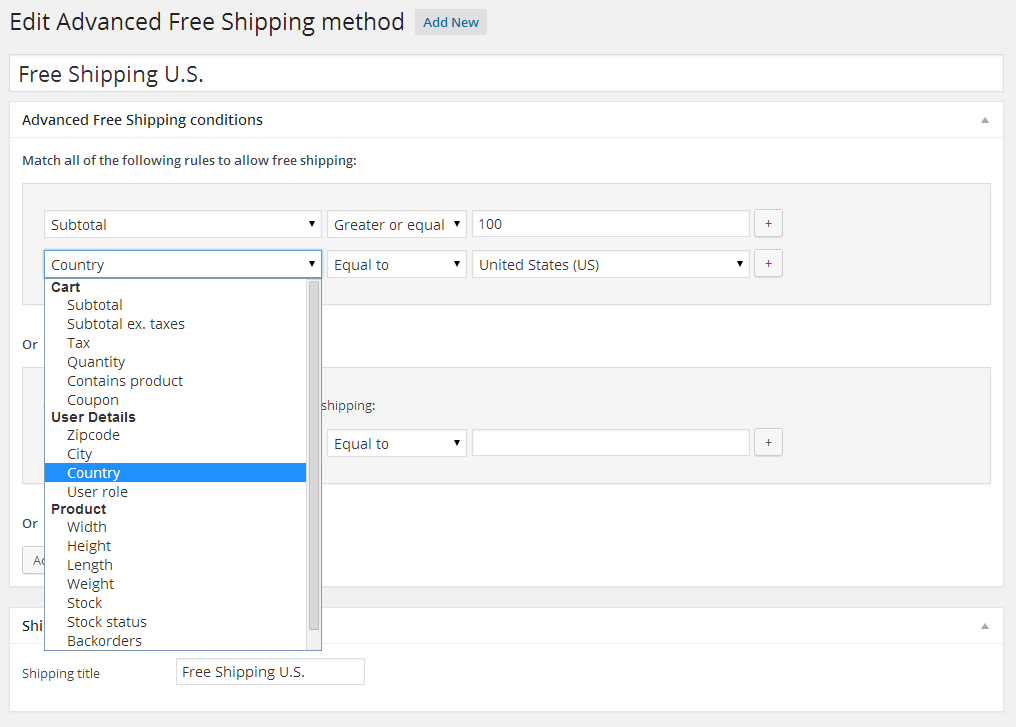 Edit Advanced Free Shipping method Add New
Free Shipping U.S.
Advanced Free Shipping conditions
Match all of the following rules to allow free shipping:
Subtotal Greater or equal 100 +
Country Equal to United States (US) +
Cart
Subtotal
Subtotal ex. taxes
Tax
Quantity
Contains product
Coupon
User Details
Zipcode
City
Country
User role
Product
Width
Height
Length
Weight
Stock
Stock status
Backorders
Or
shipping:
Equal to +
Or
Shipping title Free Shipping U.S.